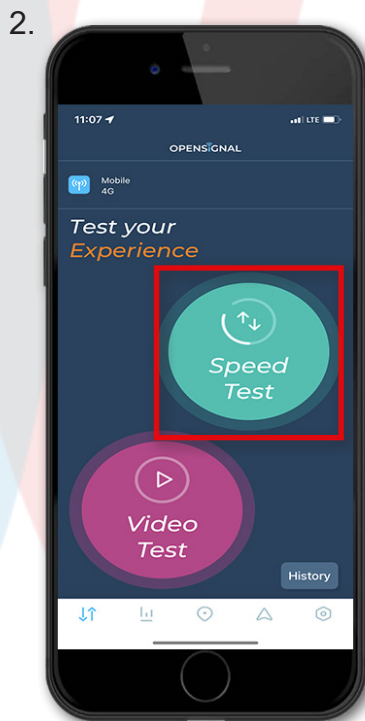 2.
11:07 LTE
OPENSIGNAL
Mobile
4G
Test your
Experience
Speed
Test
Video
Test
History